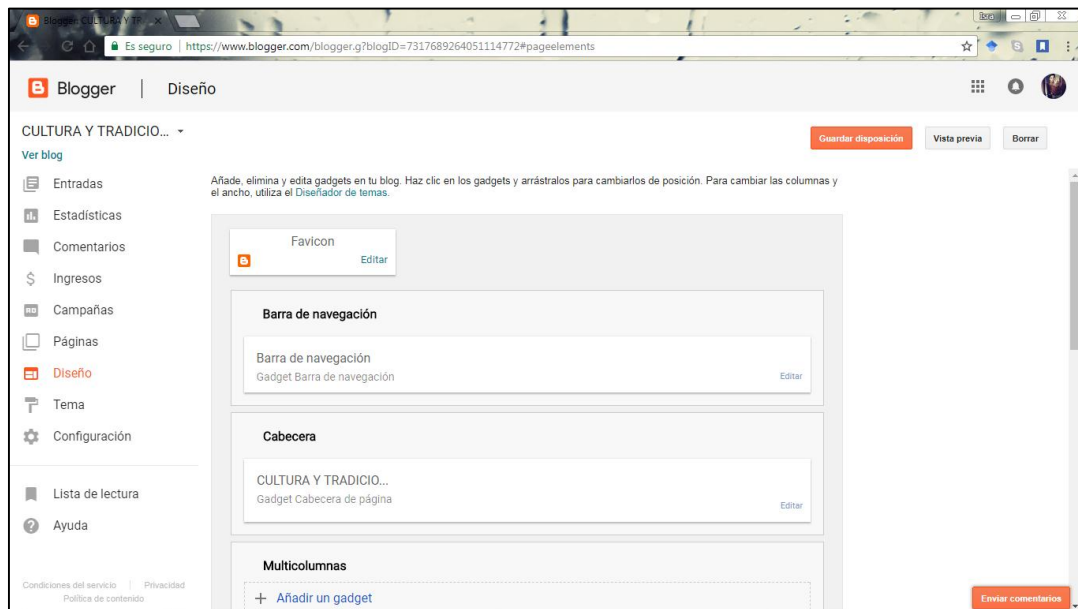 Blogger: CULTURA Y TR
Es seguro | https://www.blogger.com/blogger.g?blogID=7317689264051114772#pageelements
Blogger | Diseño
CULTURA Y TRADICIO...
Guardar disposición
Vista previa
Borrar
Ver blog
Entradas
Estadísticas
Comentarios
Ingresos
Campañas
Páginas
Diseño
Tema
Configuración
Lista de lectura
Ayuda
Condiciones del servicio | Privacidad
Política de contenido
Añade, elimina y edita gadgets en tu blog. Haz clic en los gadgets y arrástralos para cambiarlos de posición. Para cambiar las columnas y
el ancho, utiliza el Diseñador de temas.
Favicon
Editar
Barra de navegación
Barra de navegación
Gadget Barra de navegación
Editar
Cabecera
CULTURA Y TRADICIO...
Gadget Cabecera de página
Editar
Multicolumnas
+ Añadir un gadget
Enviar comentarios